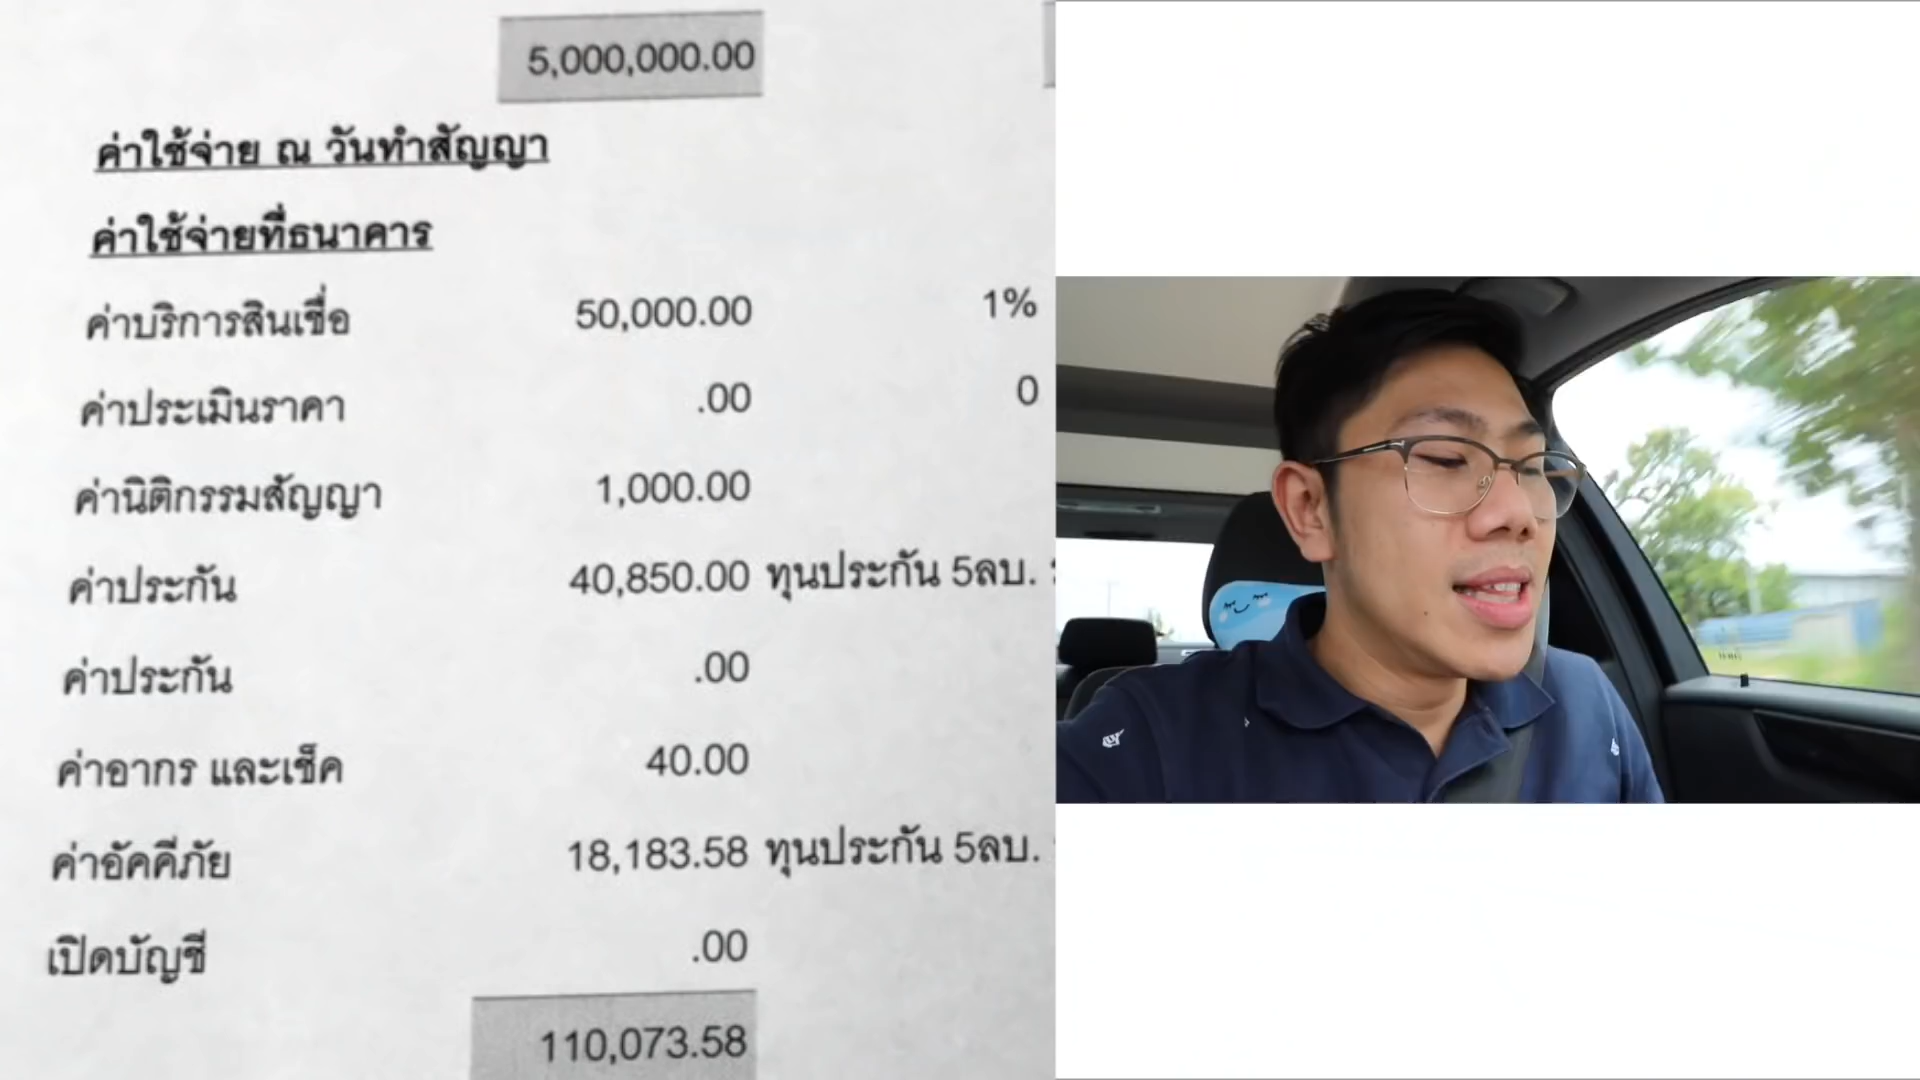 5,000,000.00
ค่าใช้จ่าย ณ วันทำสัญญา
ค่าใช้จ่ายที่ธนาคาร
ค่าบริการสินเชื่อ 50,000.00 1%
ค่าประเมินราคา .00 0
ค่านิติกรรมสัญญา 1,000.00
ค่าประกัน 40,850.00 ทุนประกัน 5ลบ.
ค่าประกัน .00
ค่าอากร และเช็ค 40.00
ค่าอัคคีภัย 18,183.58 ทุนประกัน 5ลบ.
เปิดบัญชี .00
110,073.58